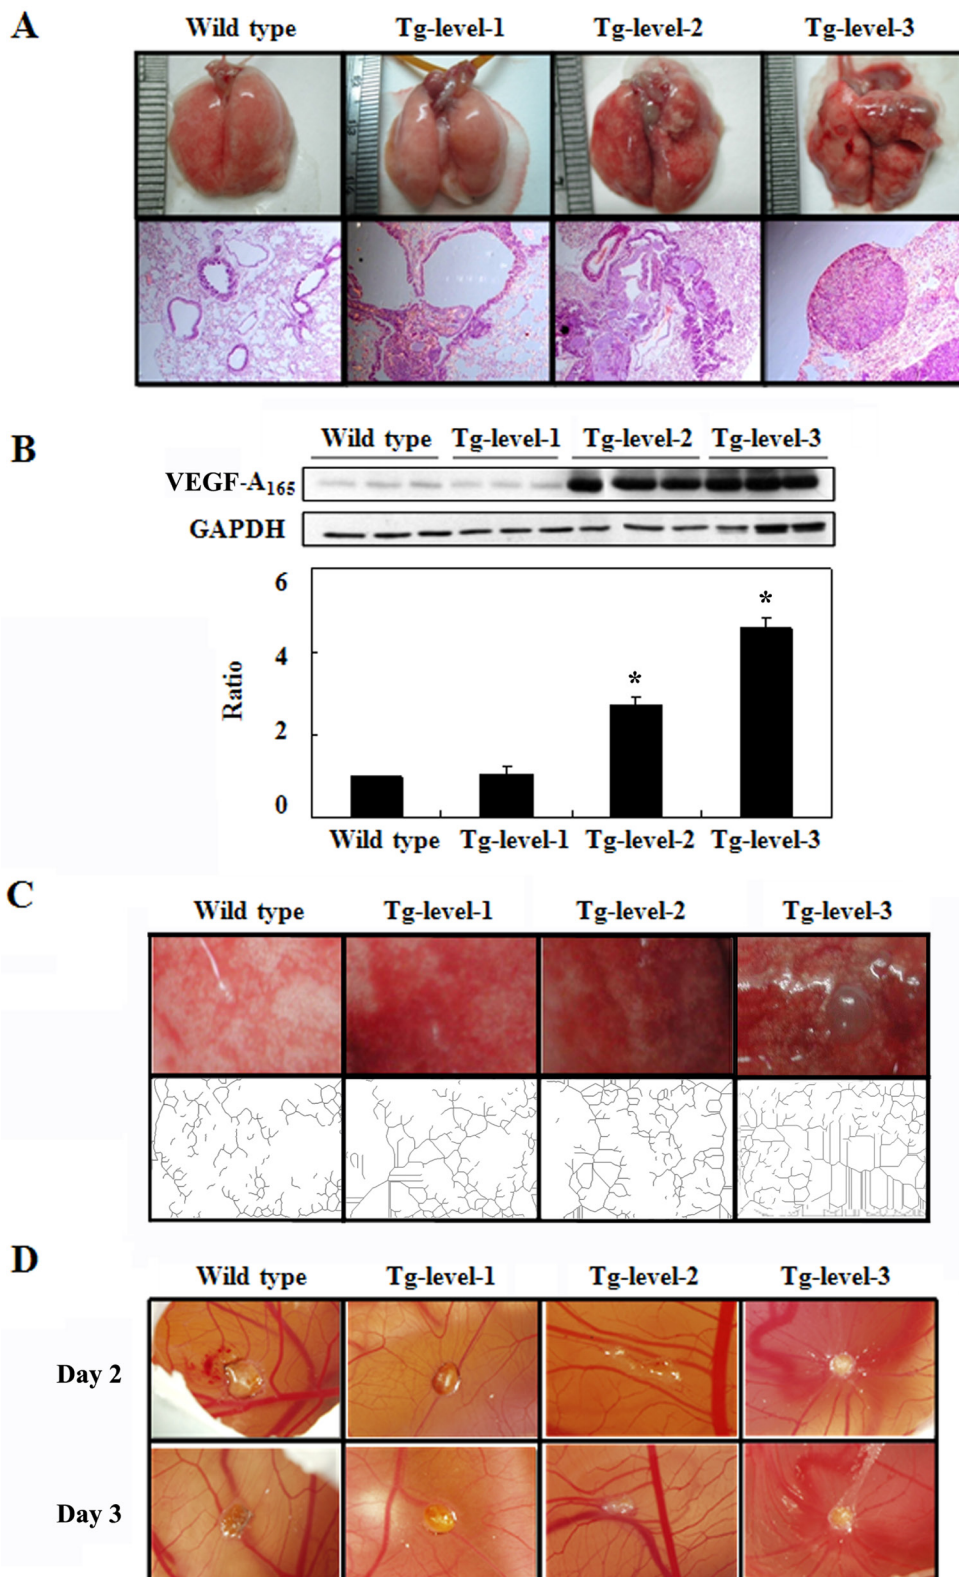 A
Wild type Tg-level-1 Tg-level-2 Tg-level-3
B
Wild type Tg-level-1 Tg-level-2 Tg-level-3
VEGF-A165
GAPDH
6
4
2
0
Ratio
*
*
Wild type Tg-level-1 Tg-level-2 Tg-level-3
C
Wild type Tg-level-1 Tg-level-2 Tg-level-3
D
Wild type Tg-level-1 Tg-level-2 Tg-level-3
Day 2
Day 3